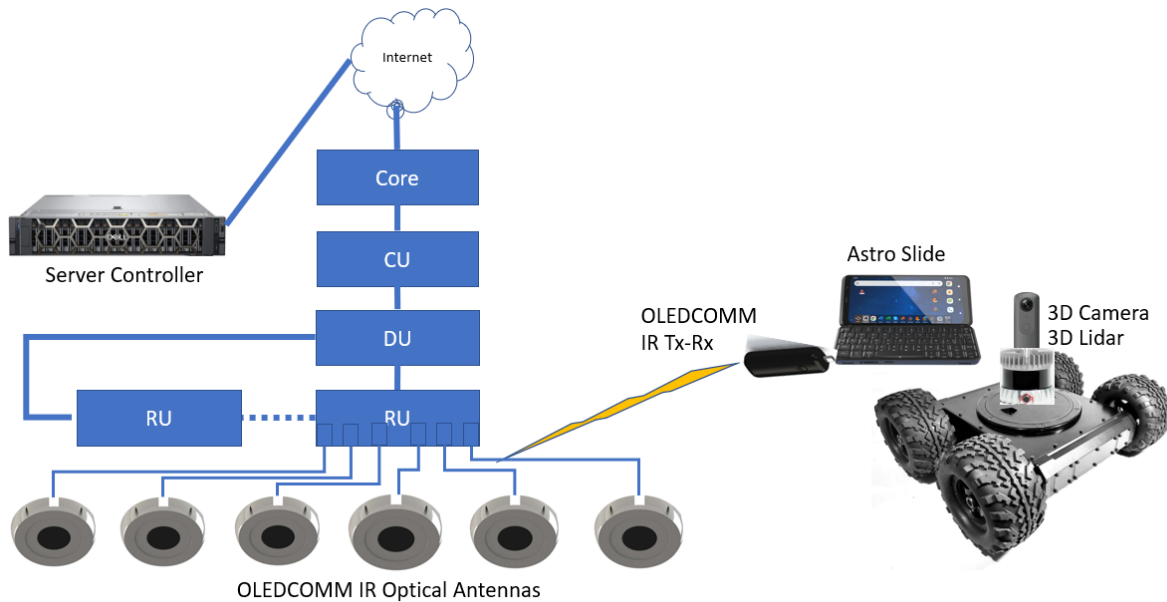 Internet
Core
Server Controller
CU
DU
RU
RU
OLEDCOMM IR Optical Antennas
OLEDCOMM
IR Tx-Rx
Astro Slide
3D Camera
3D Lidar